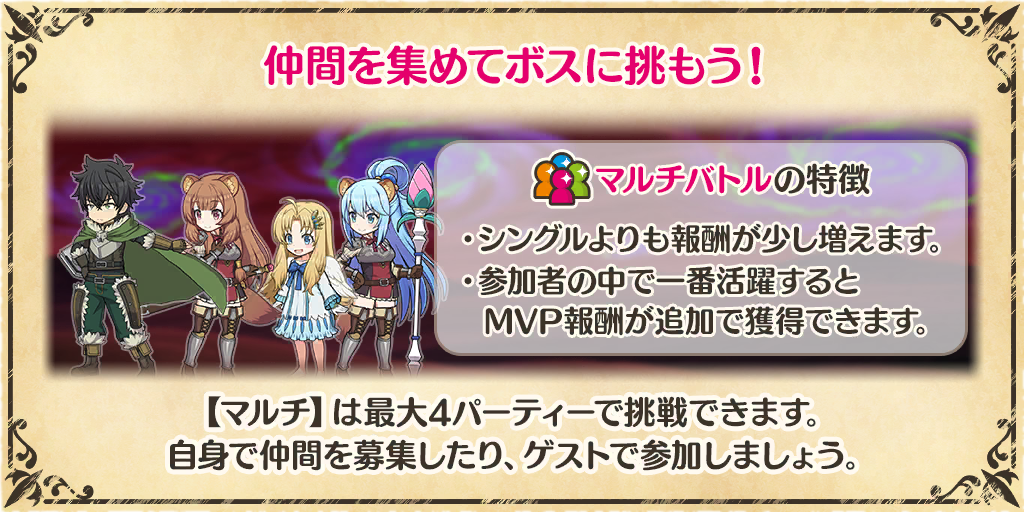 仲間を集めてボスに挑もう！
マルチバトルの特徴
・シングルよりも報酬が少し増えます。
・参加者の中で一番活躍すると
MVP報酬が追加で獲得できます。
【マルチ】は最大4パーティーで挑戦できます。
自身で仲間を募集したり、ゲストで参加しましょう。